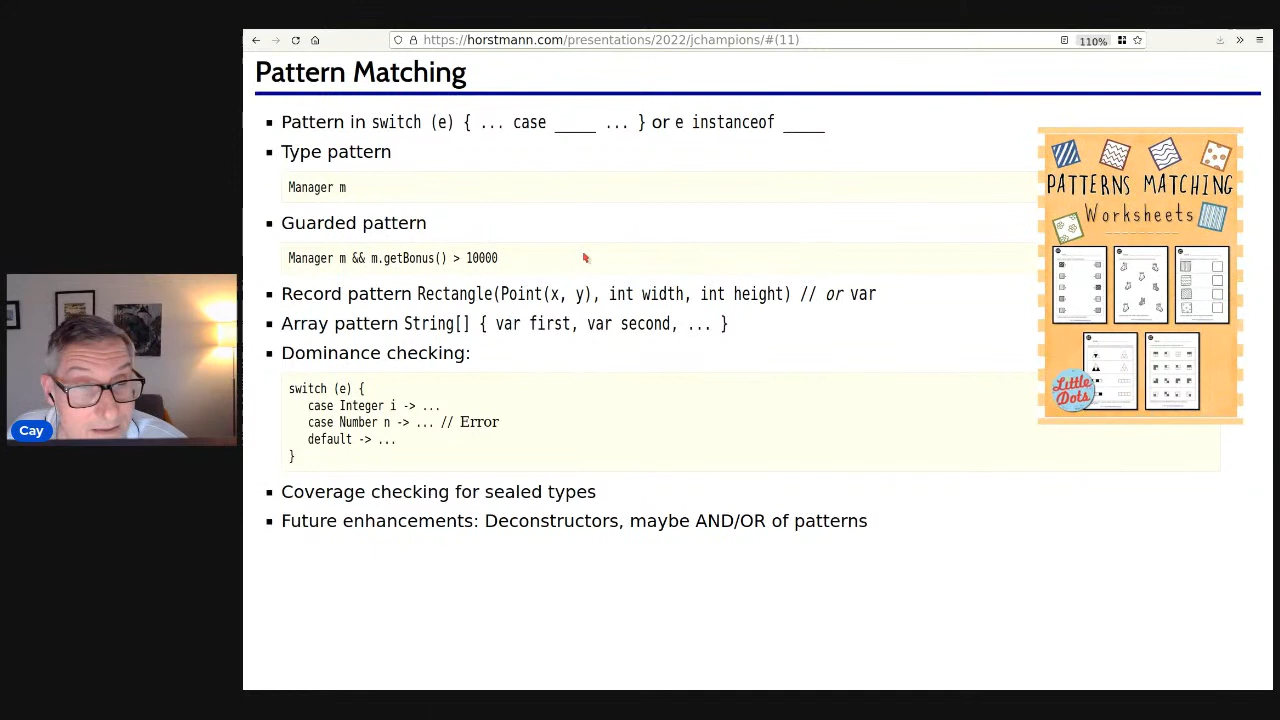 https://horstmann.com/presentations/2022/jchampions/#(11)
110%
Pattern Matching
Pattern in switch (e) { ... case _____ ... } or e instanceof _____
Type pattern
Manager m
Guarded pattern
Manager m && m.getBonus() > 10000
Record pattern Rectangle(Point(x, y), int width, int height) // or var
Array pattern String[] { var first, var second, ... }
Dominance checking:
switch (e) {
case Integer i -> ...
case Number n -> ... // Error
default -> ...
}
Coverage checking for sealed types
Future enhancements: Deconstructors, maybe AND/OR of patterns
PATTERNS MATCHING
Worksheets
Little
Dots
Cay